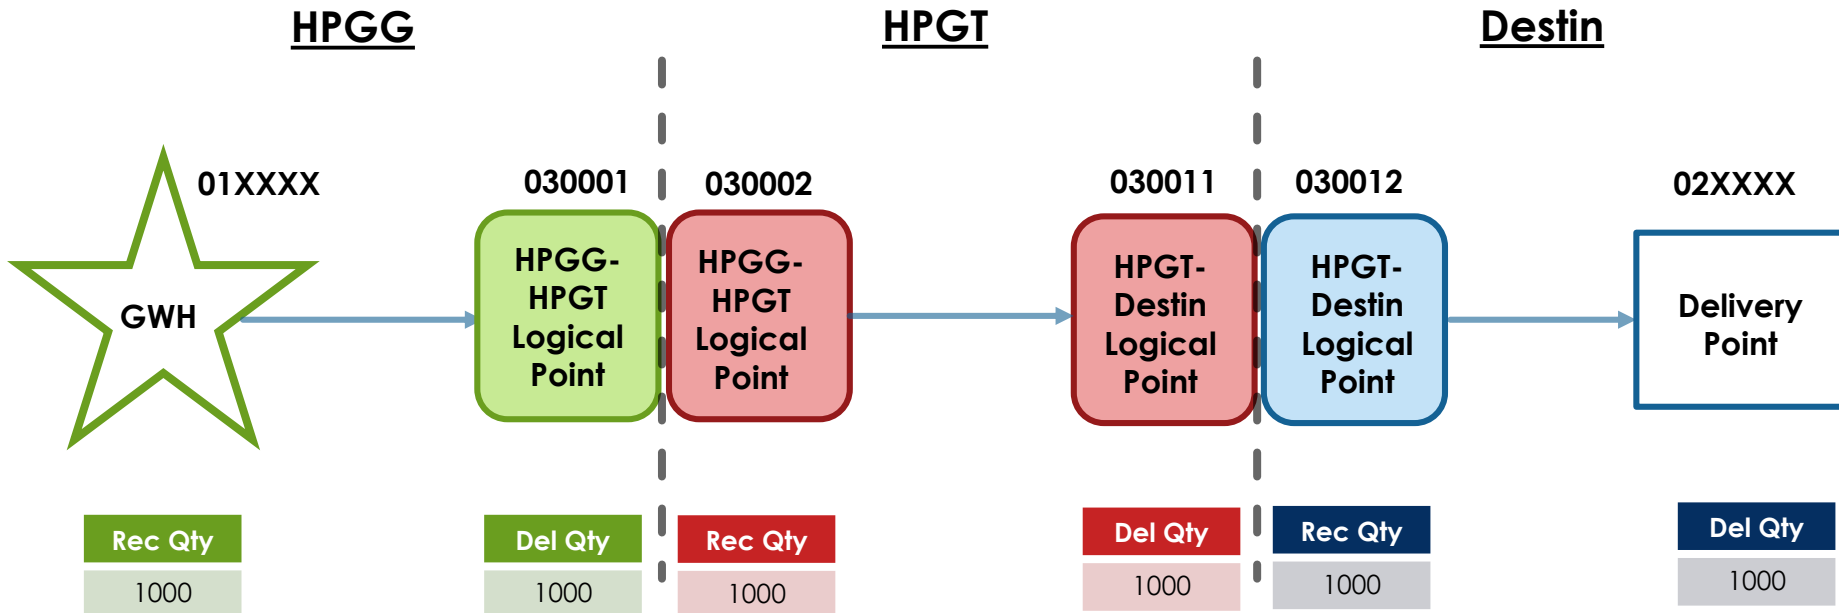 HPGG
HPGT
Destin
01XXXX
030001
030002
030011
030012
02XXXX
GWH
HPGG-
HPGT
Logical
Point
HPGG-
HPGT
Logical
Point
HPGT-
Destin
Logical
Point
HPGT-
Destin
Logical
Point
Delivery
Point
Rec Qty
1000
Del Qty
1000
Rec Qty
1000
Del Qty
1000
Rec Qty
1000
Del Qty
1000